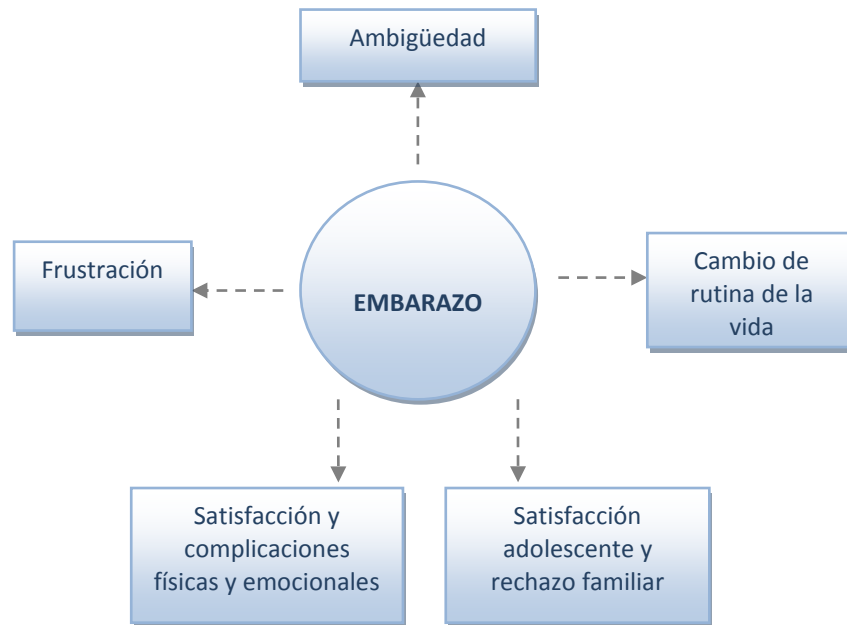 Ambigüedad
Frustración
EMBARAZO
Cambio de
rutina de la
vida
Satisfacción y
complicaciones
físicas y emocionales
Satisfacción
adolescente y
rechazo familiar